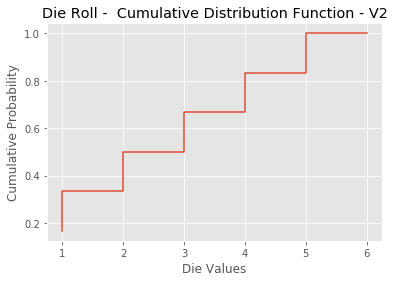 Die Roll -  Cumulative Distribution Function - V2
1.0
0.8
0.6
0.4
0.2
Cumulative Probability
1 2 3 4 5 6
Die Values